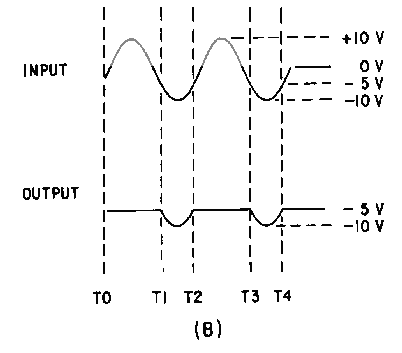 +10 V
INPUT
0 V
-5 V
-10 V
OUTPUT
-5 V
-10 V
T0 T1 T2 T3 T4
(B)